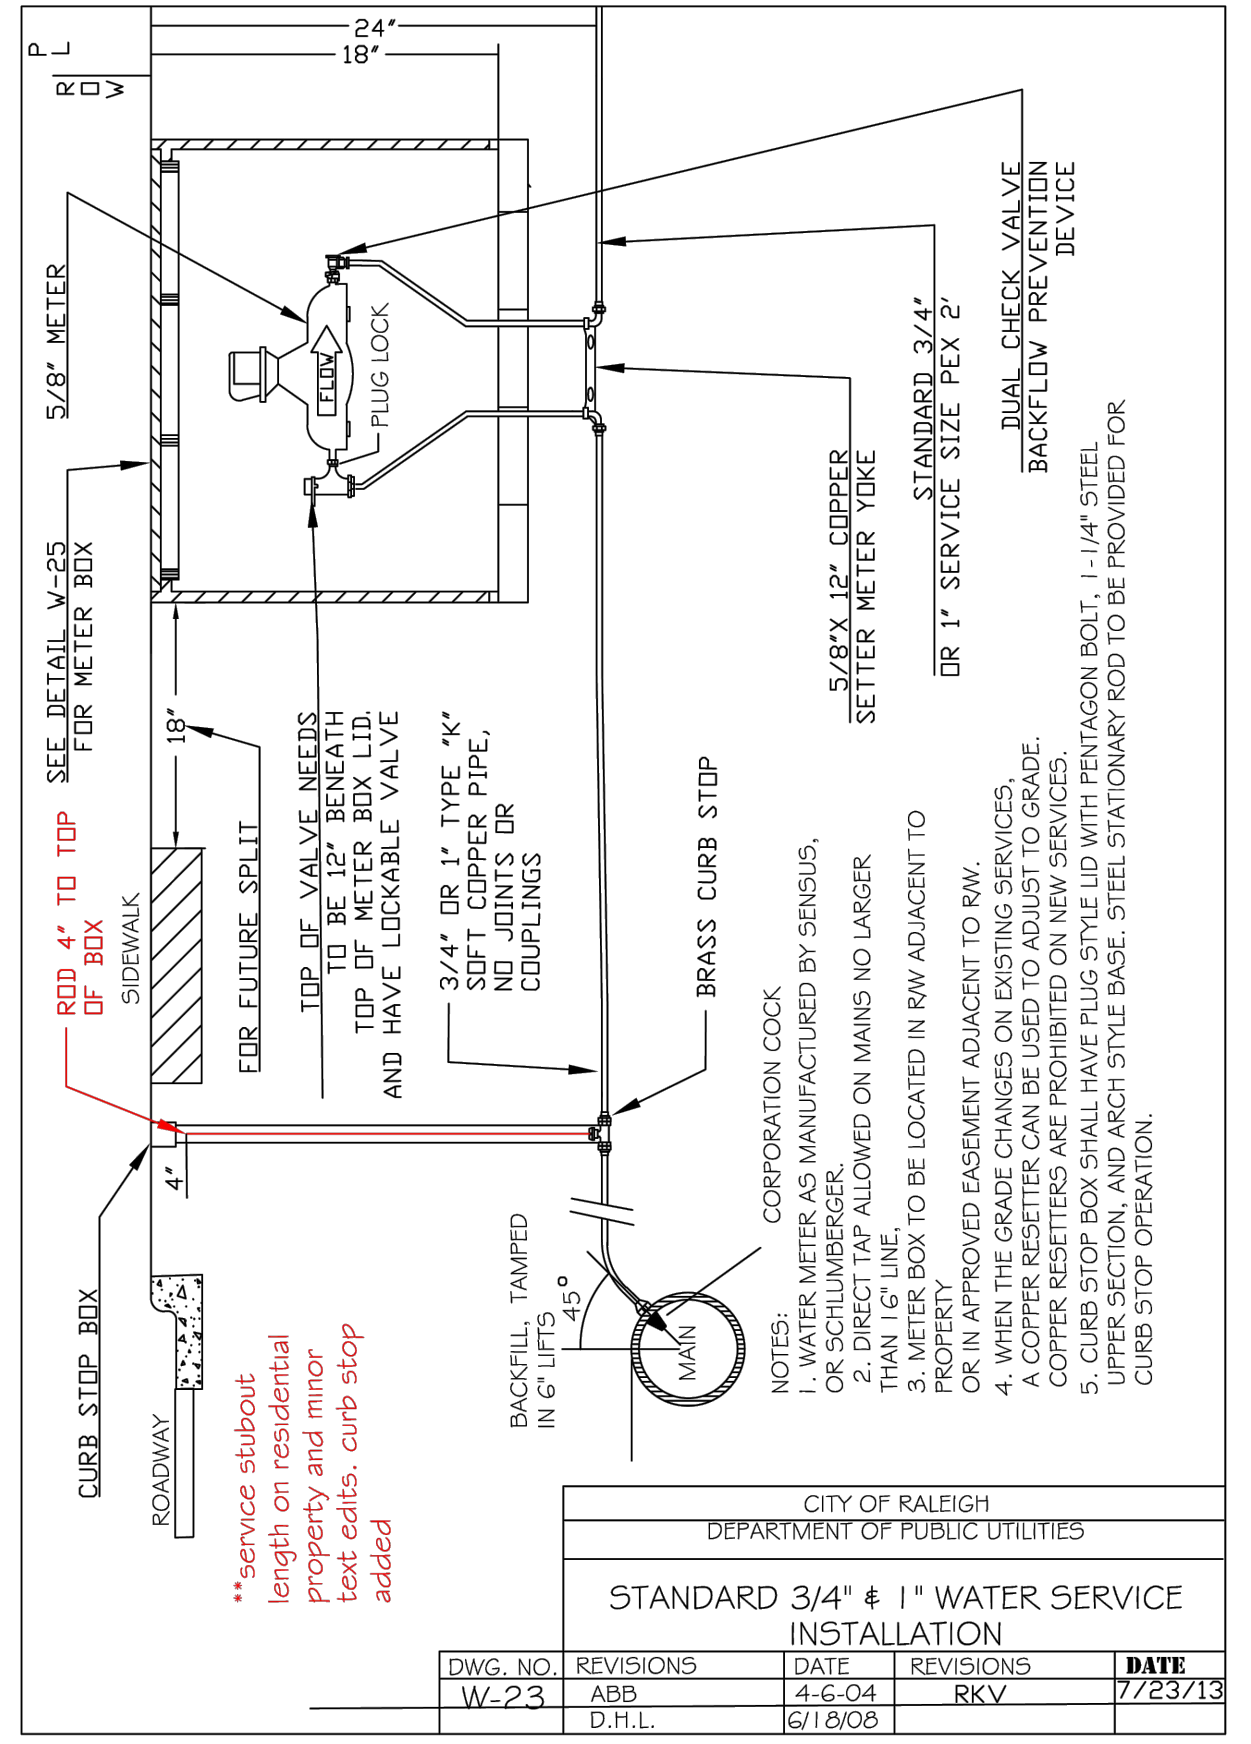 P
L
R
O
W
24"
18"
5/8" METER
SEE DETAIL W-25
FOR METER BOX
ROD 4" TO TOP
OF BOX
SIDEWALK
CURB STOP BOX
ROADWAY
4"
18"
FOR FUTURE SPLIT
FLOW
PLUG LOCK
TOP OF VALVE NEEDS
TO BE 12" BENEATH
TOP OF METER BOX LID.
AND HAVE LOCKABLE VALVE
3/4" OR 1" TYPE "K"
SOFT COPPER PIPE,
NO JOINTS OR
COUPLINGS
BRASS CURB STOP
DUAL CHECK VALVE
BACKFLOW PREVENTION
DEVICE
STANDARD 3/4"
OR 1" SERVICE SIZE PEX 2'
5/8"X 12" COPPER
SETTER METER YOKE
**service stubout
length on residential
property and minor
text edits. curb stop
added
BACKFILL, TAMPED
IN 6" LIFTS
45°
MAIN
CORPORATION COCK
NOTES:
1. WATER METER AS MANUFACTURED BY SENSUS,
OR SCHLUMBERGER.
2. DIRECT TAP ALLOWED ON MAINS NO LARGER
THAN 16" LINE,
3. METER BOX TO BE LOCATED IN R/W ADJACENT TO
PROPERTY
OR IN APPROVED EASEMENT ADJACENT TO R/W.
4. WHEN THE GRADE CHANGES ON EXISTING SERVICES,
A COPPER RESETTER CAN BE USED TO ADJUST TO GRADE.
COPPER RESETTERS ARE PROHIBITED ON NEW SERVICES.
5. CURB STOP BOX SHALL HAVE PLUG STYLE LID WITH PENTAGON BOLT, 1-1/4" STEEL
UPPER SECTION, AND ARCH STYLE BASE. STEEL STATIONARY ROD TO BE PROVIDED FOR
CURB STOP OPERATION.
CITY OF RALEIGH
DEPARTMENT OF PUBLIC UTILITIES
STANDARD 3/4" & 1" WATER SERVICE
INSTALLATION
DWG. NO. REVISIONS DATE REVISIONS DATE
W-23 ABB 4-6-04 RKV 7/23/13
D.H.L. 6/18/08